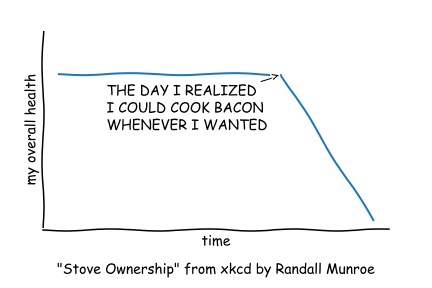 THE DAY I REALIZED
I COULD COOK BACON
WHENEVER I WANTED
my overall health
time
"Stove Ownership" from xkcd by Randall Munroe